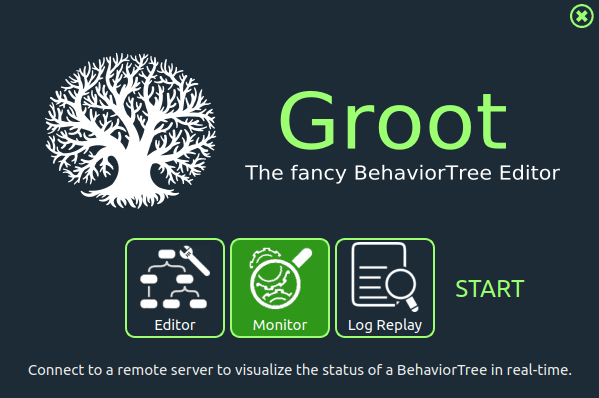 Groot
The fancy BehaviorTree Editor
Editor
Monitor
Log Replay
START
Connect to a remote server to visualize the status of a BehaviorTree in real-time.